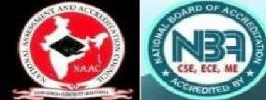 NATIONAL ASSESSMENT AND ACCREDITATION COUNCIL
NAAC
NATIONAL BOARD OF ACCREDITATION
NBA
CSE, ECE, ME
ACCREDITED BY